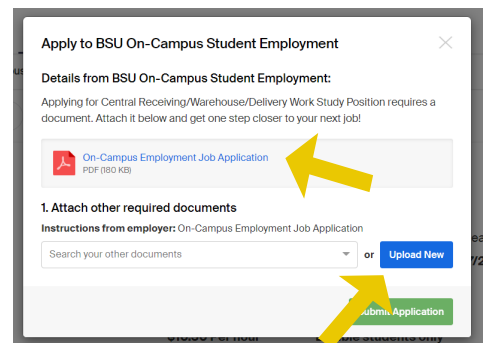 Apply to BSU On-Campus Student Employment
Details from BSU On-Campus Student Employment:
Applying for Central Receiving/Warehouse/Delivery Work Study Position requires a
document. Attach it below and get one step closer to your next job!
On-Campus Employment Job Application
PDF (180 KB)
1. Attach other required documents
Instructions from employer: On-Campus Employment Job Application
Search your other documents
or
Upload New
Application
Per hour
students only